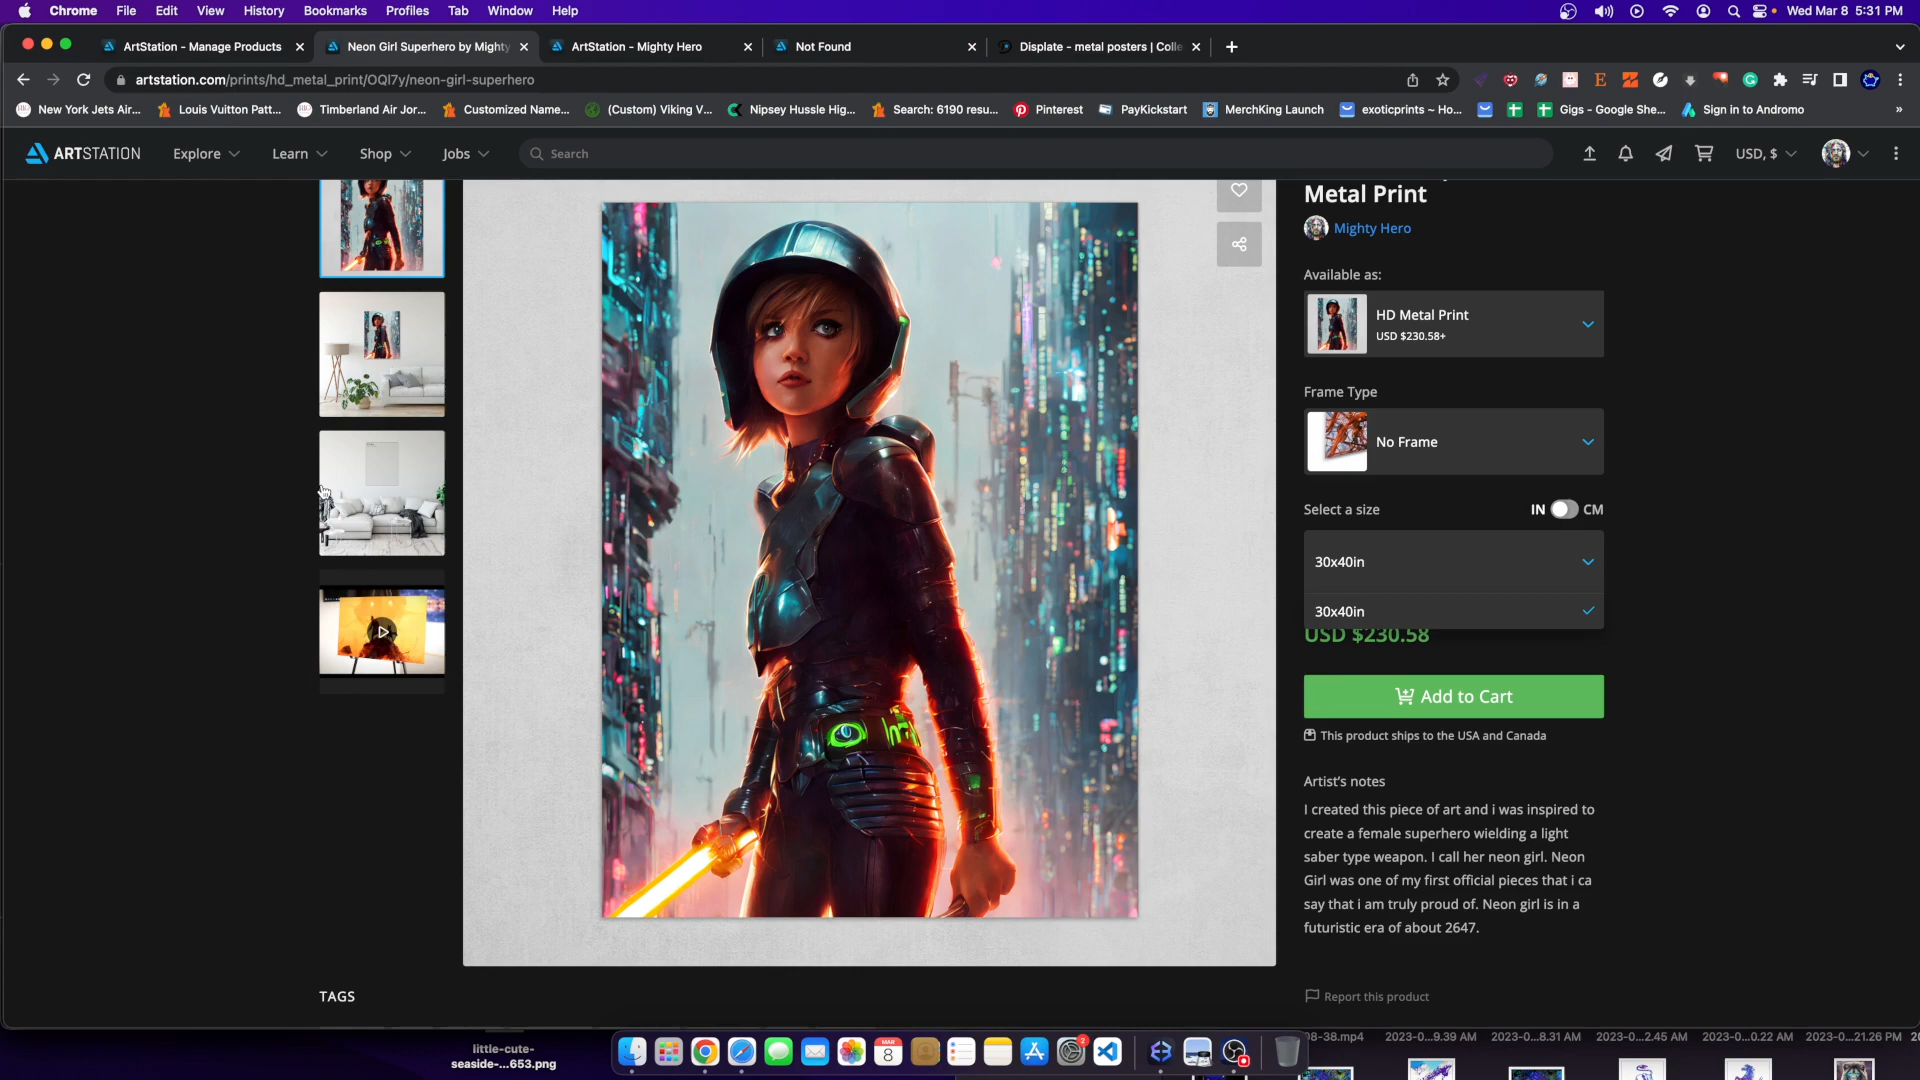 Chrome File Edit View History Bookmarks Profiles Tab Window Help Wed Mar 8 5:31 PM
ArtStation - Manage Products Neon Girl Superhero by Mighty ArtStation - Mighty Hero Not Found Displate - metal posters | Colle
artstation.com/prints/hd_metal_print/OQl7y/neon-girl-superhero
New York Jets Air... Louis Vuitton Patt... Timberland Air Jor... Customized Name... (Custom) Viking V... Nipsey Hussle Hig... Search: 6190 resu... Pinterest PayKickstart MerchKing Launch exoticprints ~ Ho... Gigs - Google She... Sign in to Andromo »
ARTSTATION Explore Learn Shop Jobs Search USD, $
Metal Print
Mighty Hero
Available as:
HD Metal Print
USD $230.58+
Frame Type
No Frame
Select a size IN CM
30x40in
30x40in
USD $230.58
Add to Cart
This product ships to the USA and Canada
Artist's notes
I created this piece of art and i was inspired to
create a female superhero wielding a light
saber type weapon. I call her neon girl. Neon
Girl was one of my first official pieces that i ca
say that i am truly proud of. Neon girl is in a
futuristic era of about 2647.
TAGS
Report this product
little-cute-
seaside-...653.png
MAR
8
2
08-38.mp4 2023-0...9.39 AM 2023-0...8.31 AM 2023-0...2.45 AM 2023-0...0.22 AM 2023-0...21.26 PM